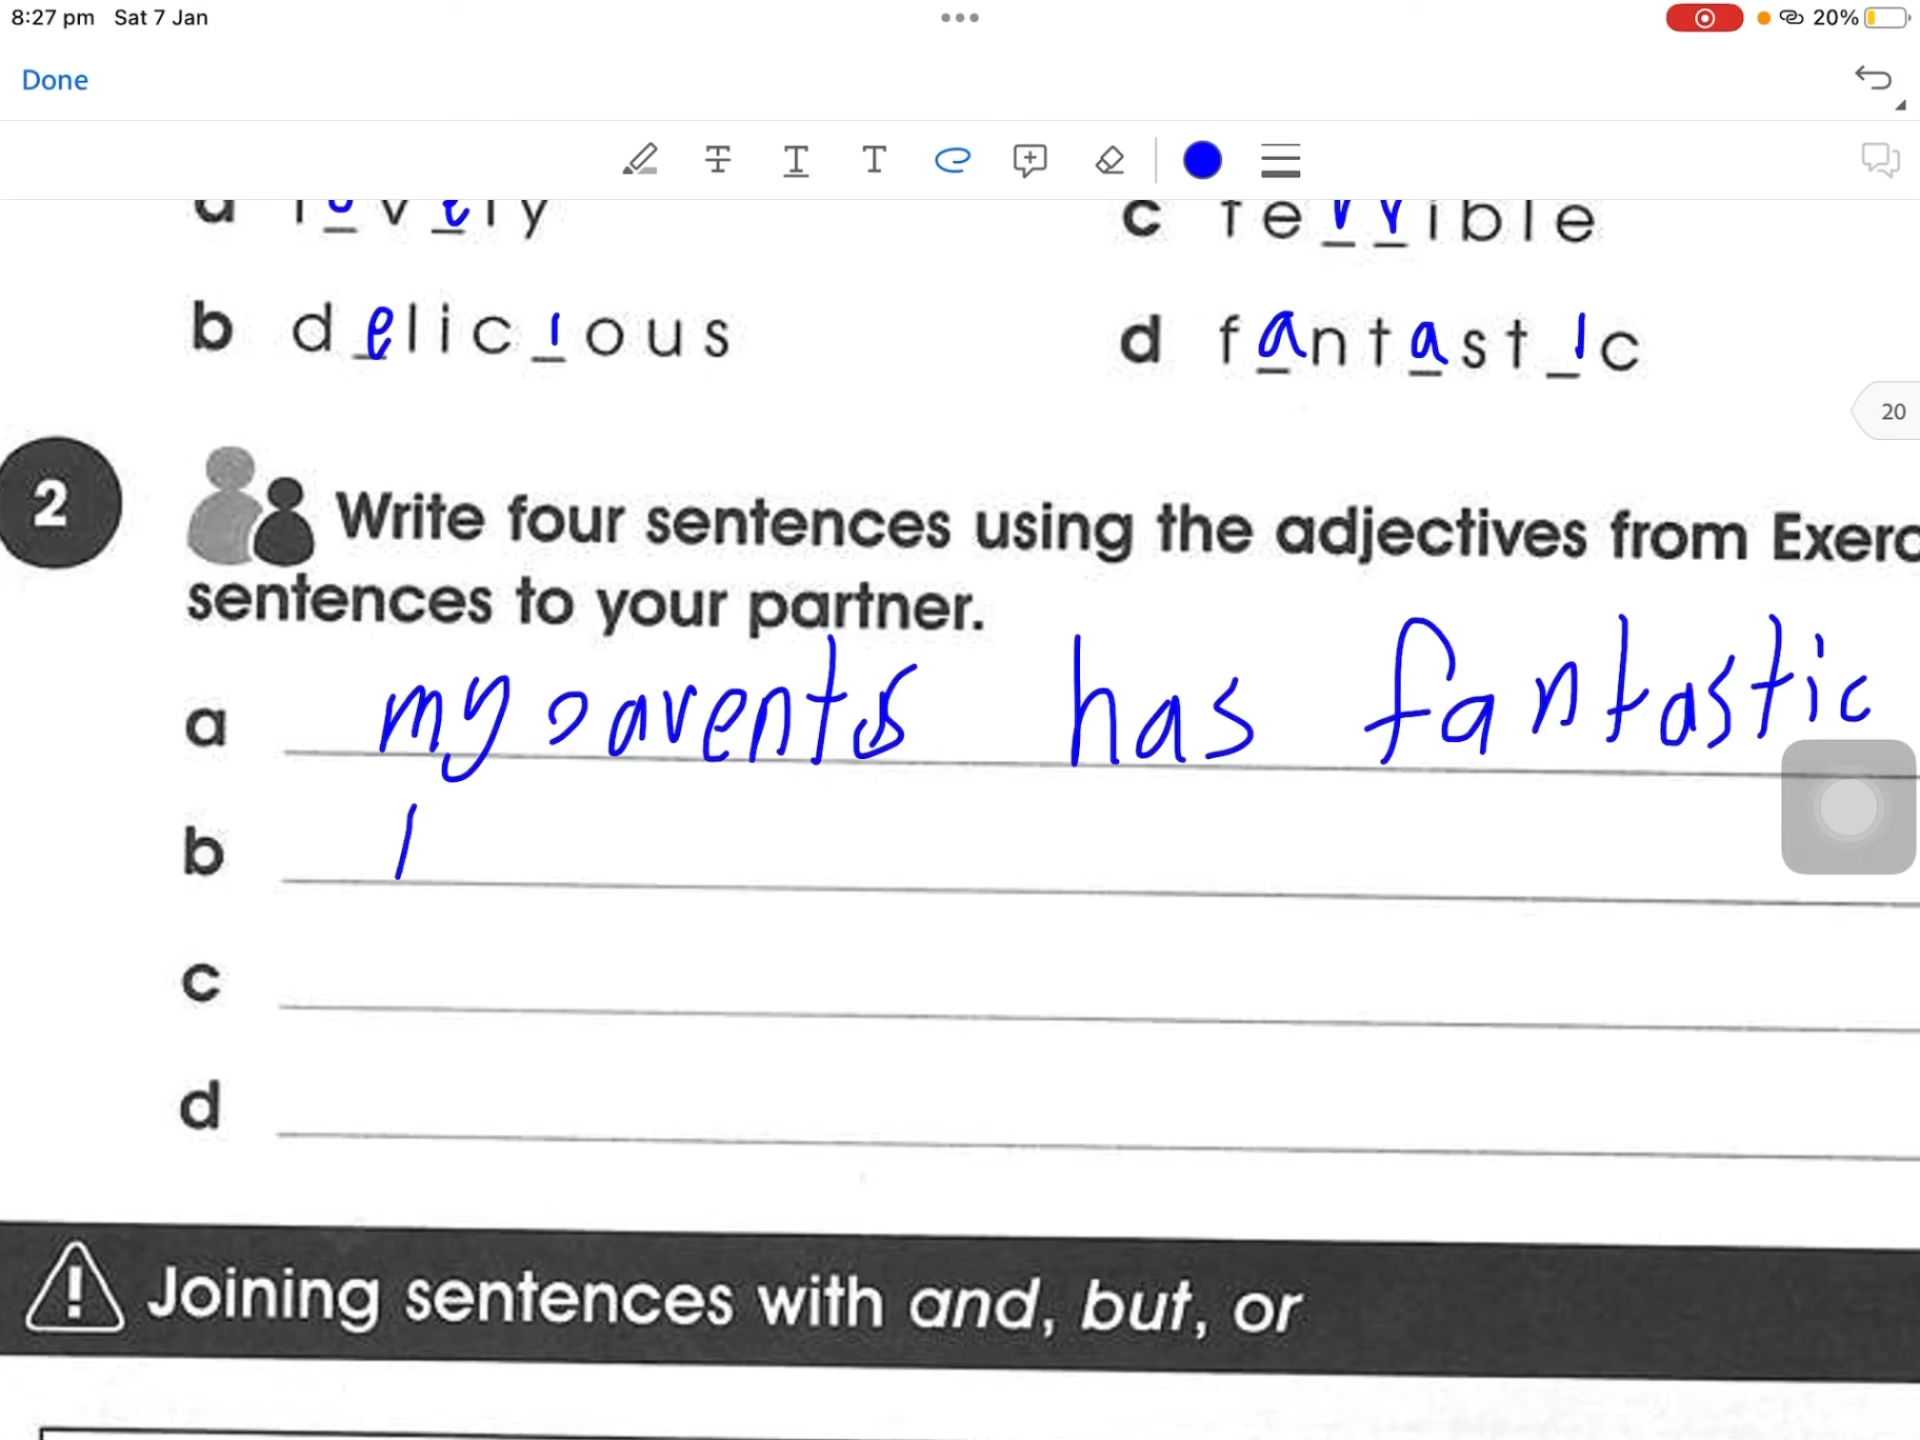 8:27 pm Sat 7 Jan 20%
Done
a lovely c terrible
b delicious d fantastic
20
2 Write four sentences using the adjectives from Exerc
sentences to your partner.
a my parents has fantastic
b I
c
d
! Joining sentences with and, but, or